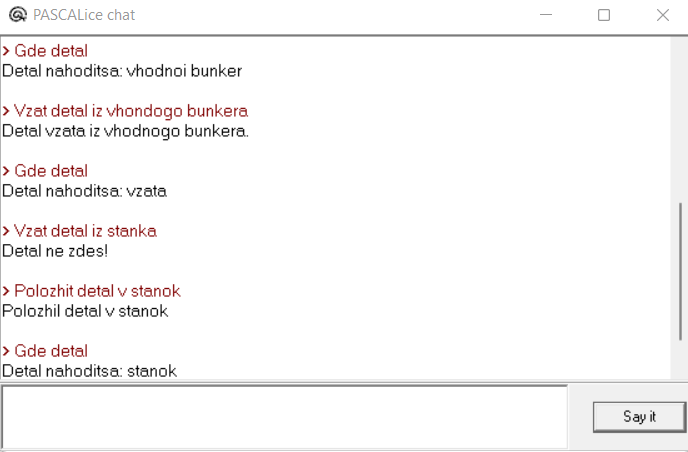 PASCALice chat
> Gde detal
Detal nahoditsa: vhodnoi bunker
> Vzat detal iz vhondogo bunkera
Detal vzata iz vhodnogo bunkera.
> Gde detal
Detal nahoditsa: vzata
> Vzat detal iz stanka
Detal ne zdes!
> Polozhit detal v stanok
Polozhil detal v stanok
> Gde detal
Detal nahoditsa: stanok
Say it